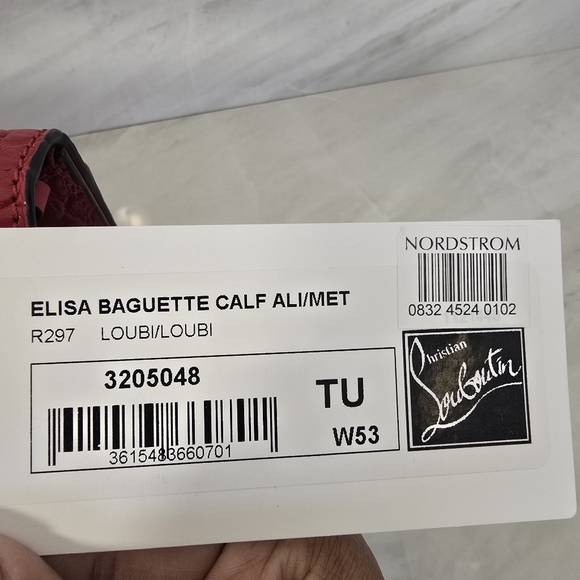 NORDSTROM
0832 4524 0102
ELISA BAGUETTE CALF ALI/MET
R297 LOUBI/LOUBI
3205048
TU
3615483660701
W53
Christian
Louboutin